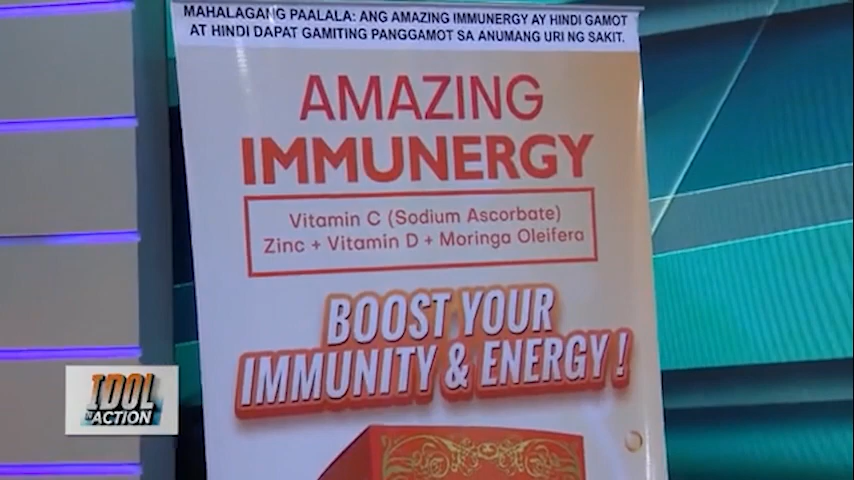 MAHALAGANG PAALALA: ANG AMAZING IMMUNERGY AY HINDI GAMOT
AT HINDI DAPAT GAMITING PANGGAMOT SA ANUMANG URI NG SAKIT.
AMAZING
IMMUNERGY
Vitamin C (Sodium Ascorbate)
Zinc + Vitamin D + Moringa Oleifera
BOOST YOUR
IMMUNITY & ENERGY !
IDOL
IN ACTION